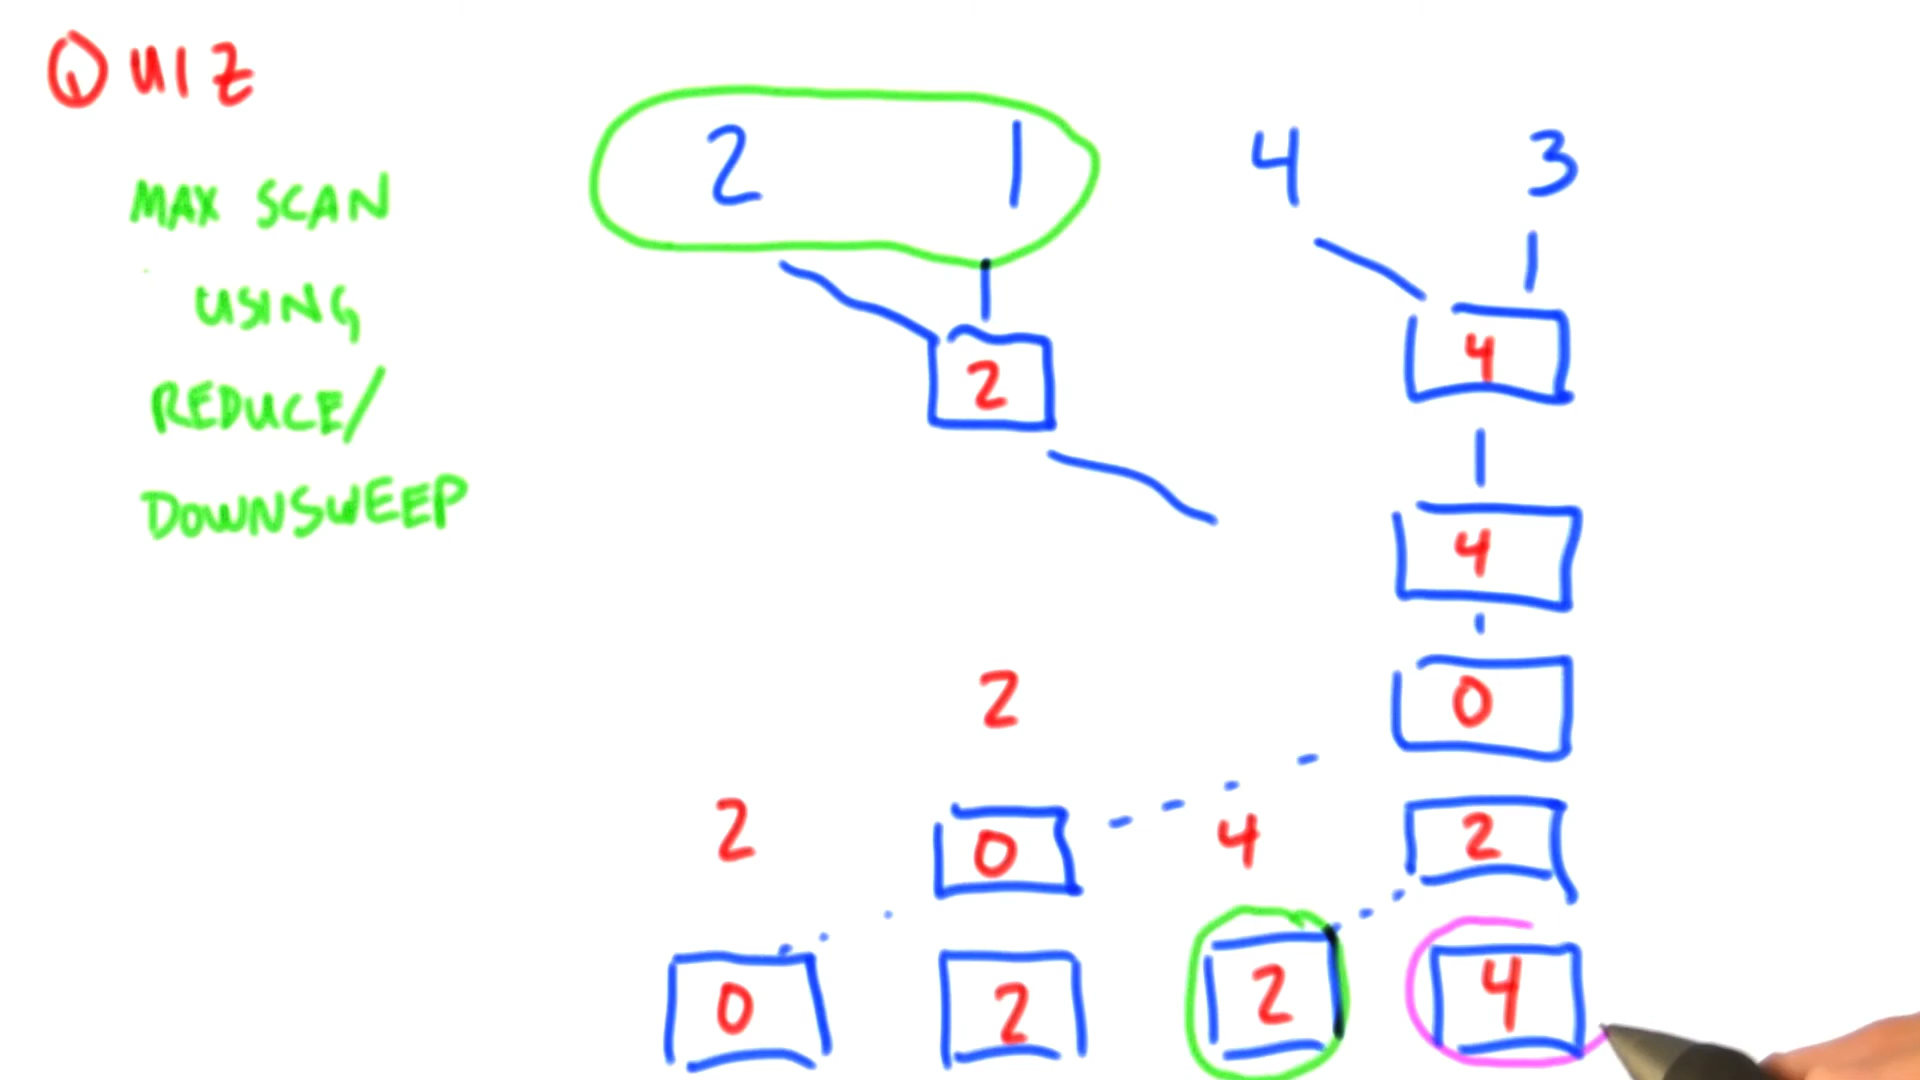 QUIZ
MAX SCAN
USING
REDUCE/
DOWNSWEEP
2 1 4 3
4
2
4
2 0
2 0 4 2
0 2 2 4